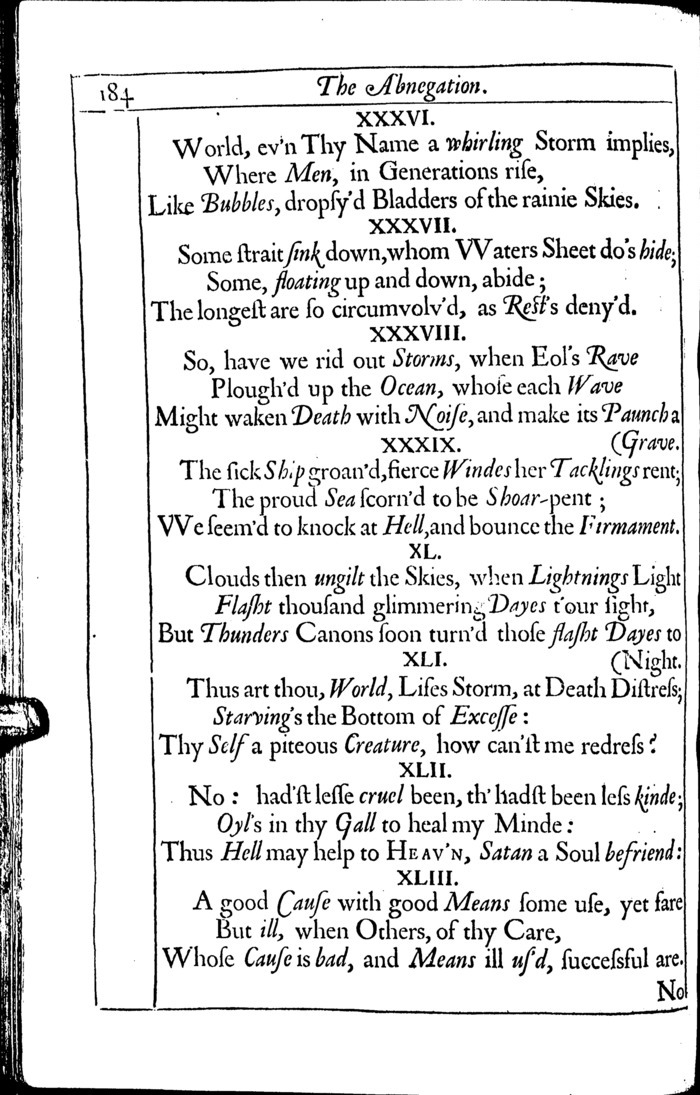 184
The Abnegation.
XXXVI.
World, ev'n Thy Name a whirling Storm implies,
Where Men, in Generations riſe,
Like Bubbles, dropſy'd Bladders of the rainie Skies.
XXXVII.
Some ſtrait ſink down, whom VVaters Sheet do's hide;
Some, floating up and down, abide;
The longeſt are ſo circumvolv'd, as Reſt's deny'd.
XXXVIII.
So, have we rid out Storms, when Eol's Rave
Plough'd up the Ocean, whoſe each Wave
Might waken Death with Noiſe, and make its Paunch a
XXXIX. (Grave.
The ſick Ship groan'd, fierce Windes her Tacklings rent;
The proud Sea ſcorn'd to be Shoar-pent;
VVe ſeem'd to knock at Hell, and bounce the Firmament.
XL.
Clouds then ungilt the Skies, when Lightnings Light
Flaſht thouſand glimmering Dayes t'our ſight,
But Thunders Canons ſoon turn'd thoſe flaſht Dayes to
XLI. (Night.
Thus art thou, World, Lifes Storm, at Death Diſtreſs;
Starving's the Bottom of Exceſſe:
Thy Self a piteous Creature, how can'ſt me redreſs?
XLII.
No: had'ſt leſſe cruel been, th' hadſt been leſs kinde;
Oyl's in thy Gall to heal my Minde:
Thus Hell may help to HEAV'N, Satan a Soul befriend:
XLIII.
A good Cauſe with good Means ſome uſe, yet fare
But ill, when Others, of thy Care,
Whoſe Cauſe is bad, and Means ill uſ'd, ſucceſsful are.
No